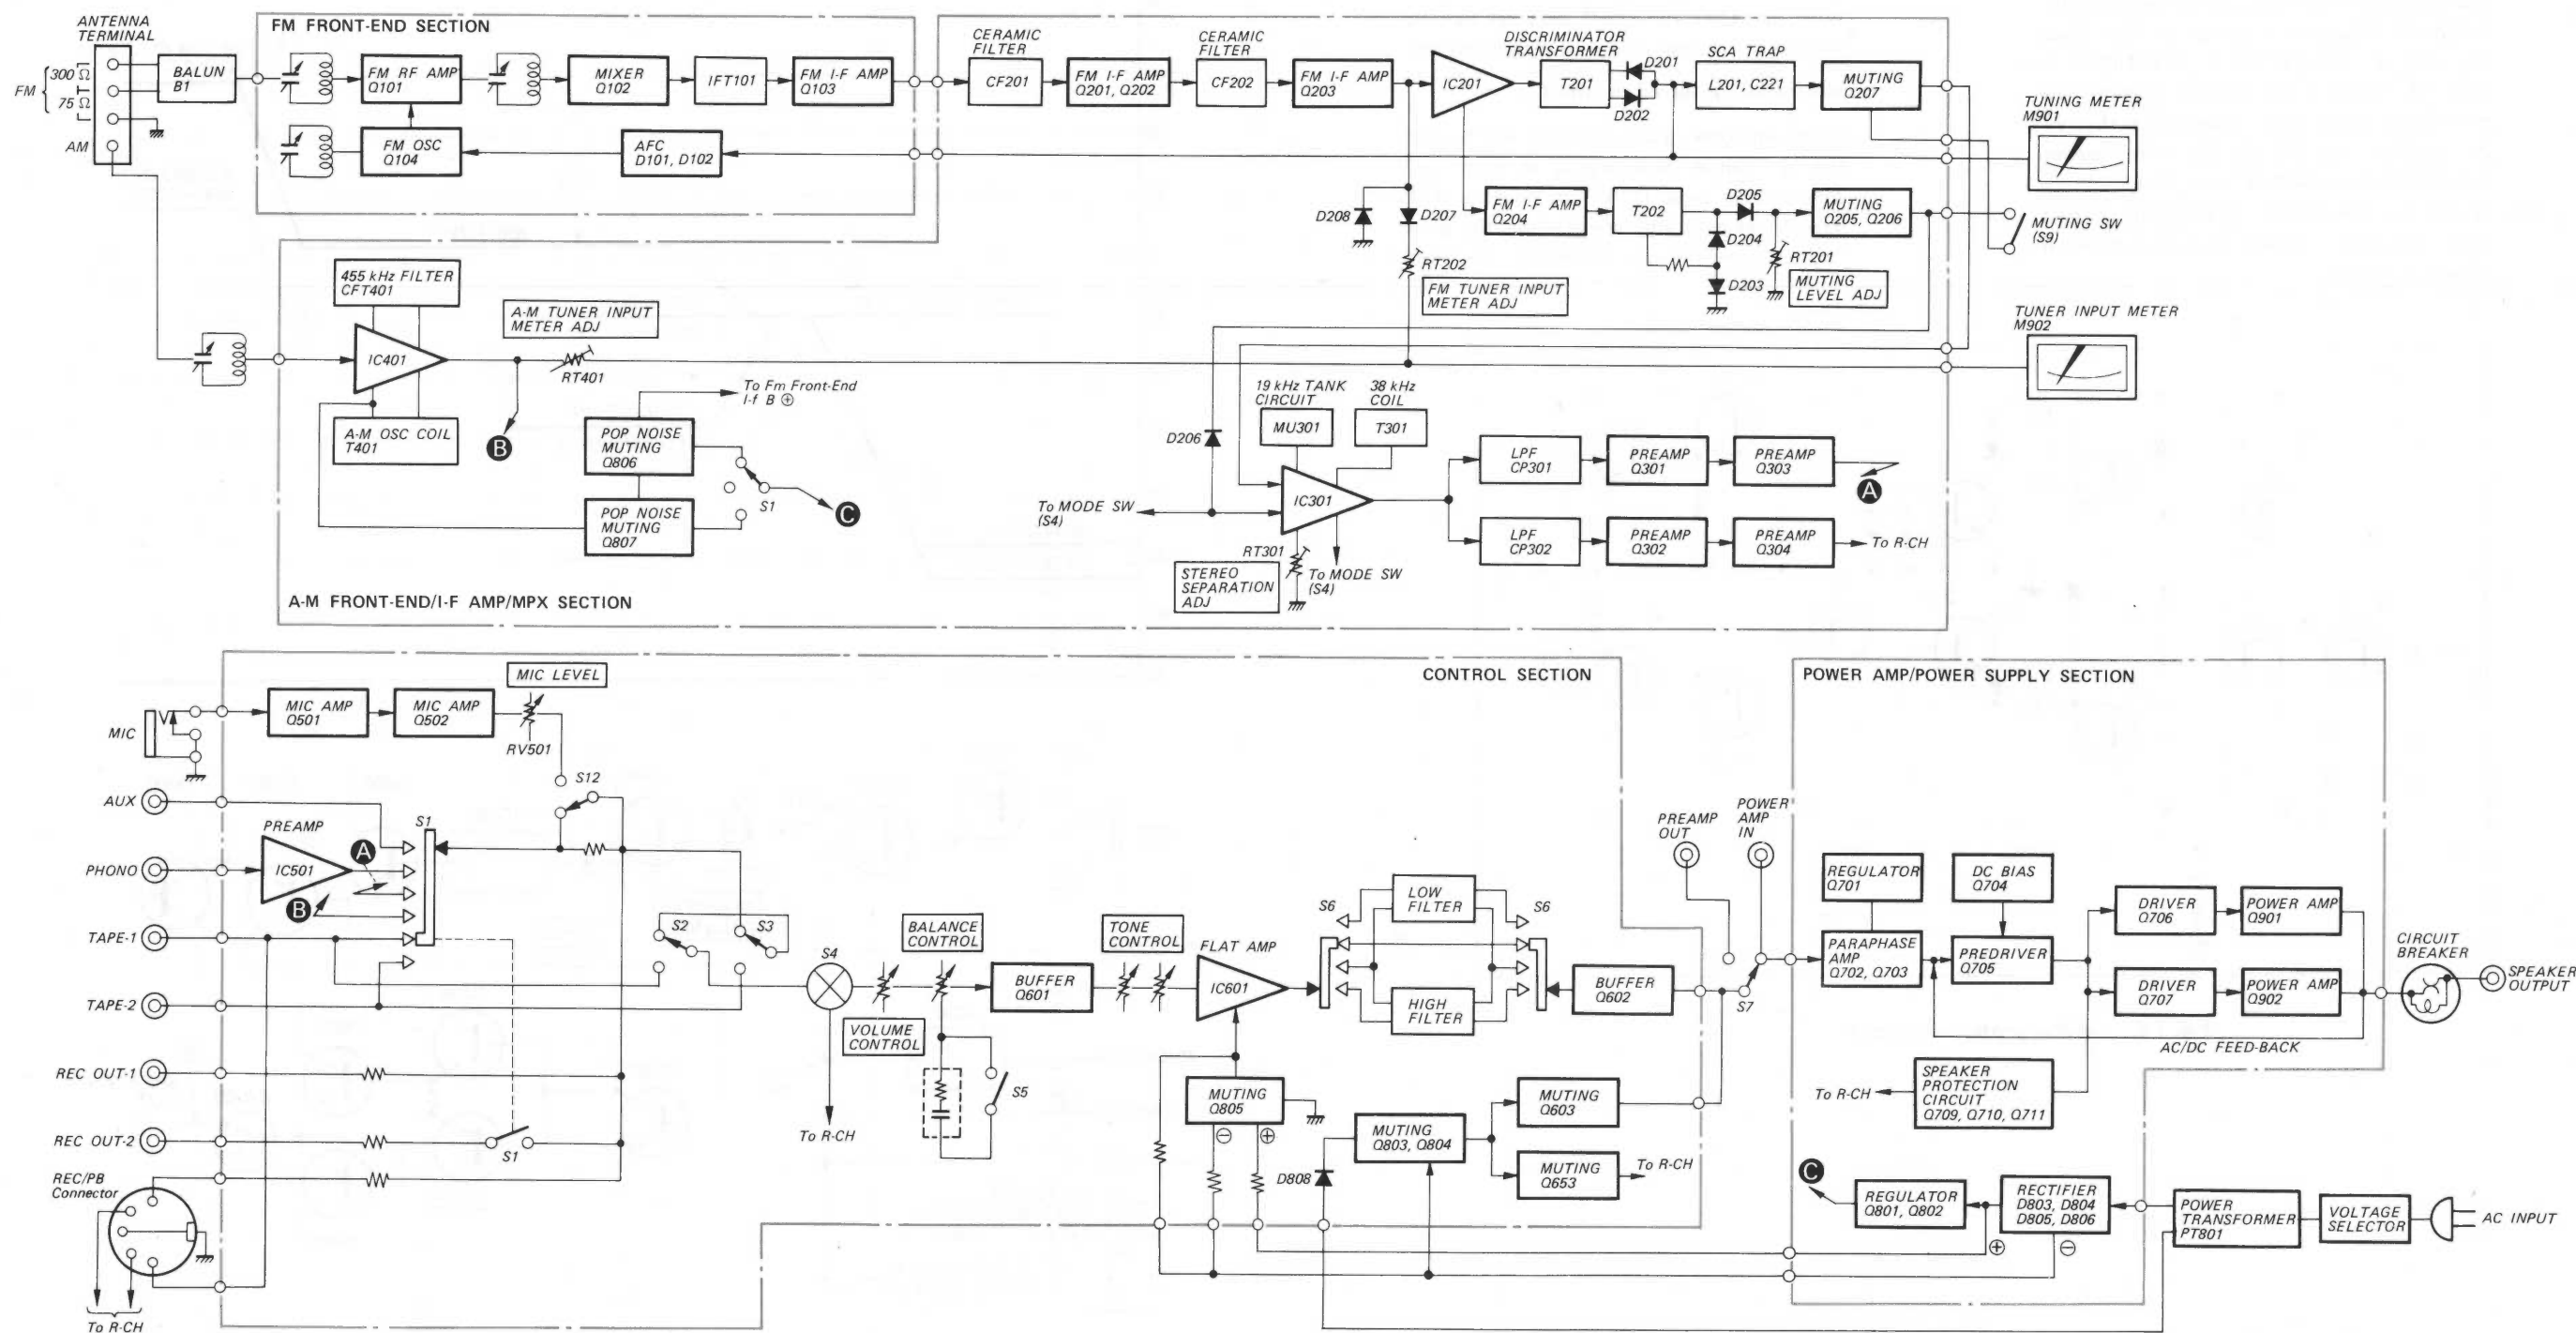 ANTENNA
TERMINAL
FM
300 Ω
75 Ω
AM
BALUN
B1
FM FRONT-END SECTION
FM RF AMP
Q101
MIXER
Q102
IFT101
FM I-F AMP
Q103
FM OSC
Q104
AFC
D101, D102
CERAMIC
FILTER
CF201
FM I-F AMP
Q201, Q202
CERAMIC
FILTER
CF202
FM I-F AMP
Q203
IC201
DISCRIMINATOR
TRANSFORMER
T201
D201
D202
SCA TRAP
L201, C221
MUTING
Q207
TUNING METER
M901
D208
D207
RT202
FM TUNER INPUT
METER ADJ
FM I-F AMP
Q204
T202
D205
D204
D203
RT201
MUTING
LEVEL ADJ
MUTING
Q205, Q206
MUTING SW
(S9)
455 kHz FILTER
CFT401
IC401
A-M OSC COIL
T401
A-M TUNER INPUT
METER ADJ
RT401
B
TUNER INPUT METER
M902
To Fm Front-End
I-f B ⊕
POP NOISE
MUTING
Q806
POP NOISE
MUTING
Q807
S1
C
D206
19 kHz TANK
CIRCUIT
MU301
38 kHz
COIL
T301
IC301
To MODE SW
(S4)
RT301
STEREO
SEPARATION
ADJ
To MODE SW
(S4)
LPF
CP301
PREAMP
Q301
PREAMP
Q303
A
LPF
CP302
PREAMP
Q302
PREAMP
Q304
To R-CH
A-M FRONT-END/I-F AMP/MPX SECTION
CONTROL SECTION
POWER AMP/POWER SUPPLY SECTION
MIC
MIC AMP
Q501
MIC AMP
Q502
MIC LEVEL
RV501
S12
AUX
PREAMP
IC501
A
B
S1
PHONO
TAPE-1
TAPE-2
REC OUT-1
REC OUT-2
S1
REC/PB
Connector
To R-CH
S2
S3
S4
To R-CH
VOLUME
CONTROL
BALANCE
CONTROL
S5
BUFFER
Q601
TONE
CONTROL
FLAT AMP
IC601
S6
LOW
FILTER
HIGH
FILTER
S6
BUFFER
Q602
PREAMP
OUT
POWER
AMP
IN
S7
MUTING
Q805
⊖
⊕
D808
MUTING
Q803, Q804
MUTING
Q603
MUTING
Q653
To R-CH
REGULATOR
Q701
DC BIAS
Q704
PARAPHASE
AMP
Q702, Q703
PREDRIVER
Q705
DRIVER
Q706
POWER AMP
Q901
DRIVER
Q707
POWER AMP
Q902
AC/DC FEED-BACK
CIRCUIT
BREAKER
SPEAKER
OUTPUT
To R-CH
SPEAKER
PROTECTION
CIRCUIT
Q709, Q710, Q711
C
REGULATOR
Q801, Q802
RECTIFIER
D803, D804
D805, D806
⊕
⊖
POWER
TRANSFORMER
PT801
VOLTAGE
SELECTOR
AC INPUT